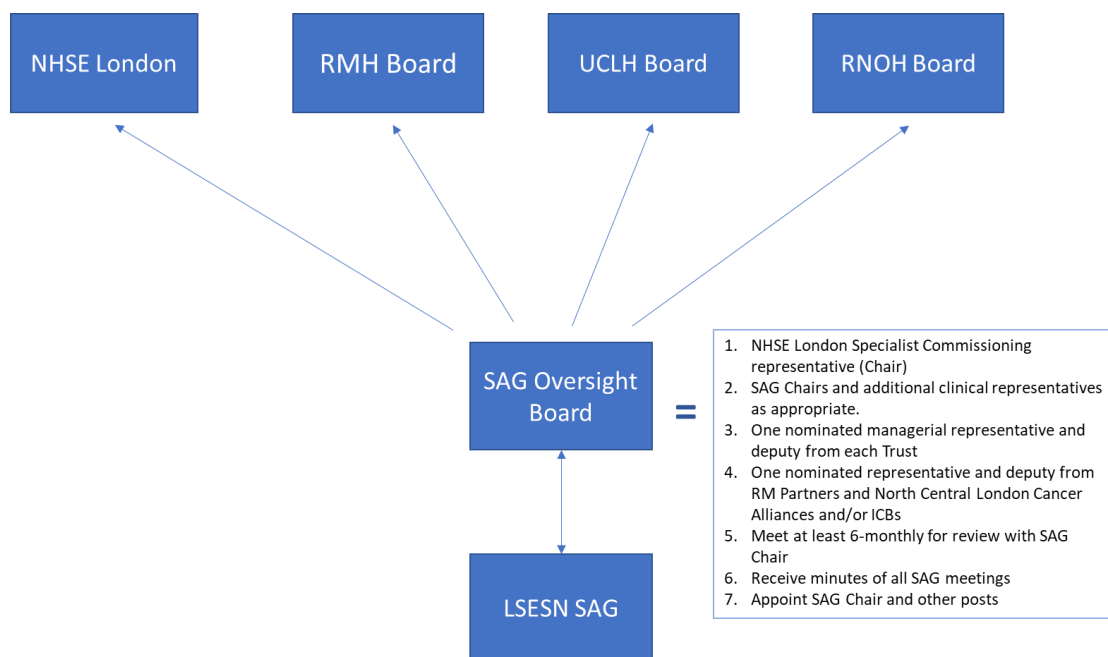 NHSE London
RMH Board
UCLH Board
RNOH Board
SAG Oversight
Board
=
1. NHSE London Specialist Commissioning
representative (Chair)
2. SAG Chairs and additional clinical representatives
as appropriate.
3. One nominated managerial representative and
deputy from each Trust
4. One nominated representative and deputy from
RM Partners and North Central London Cancer
Alliances and/or ICBs
5. Meet at least 6-monthly for review with SAG
Chair
6. Receive minutes of all SAG meetings
7. Appoint SAG Chair and other posts
LSESN SAG